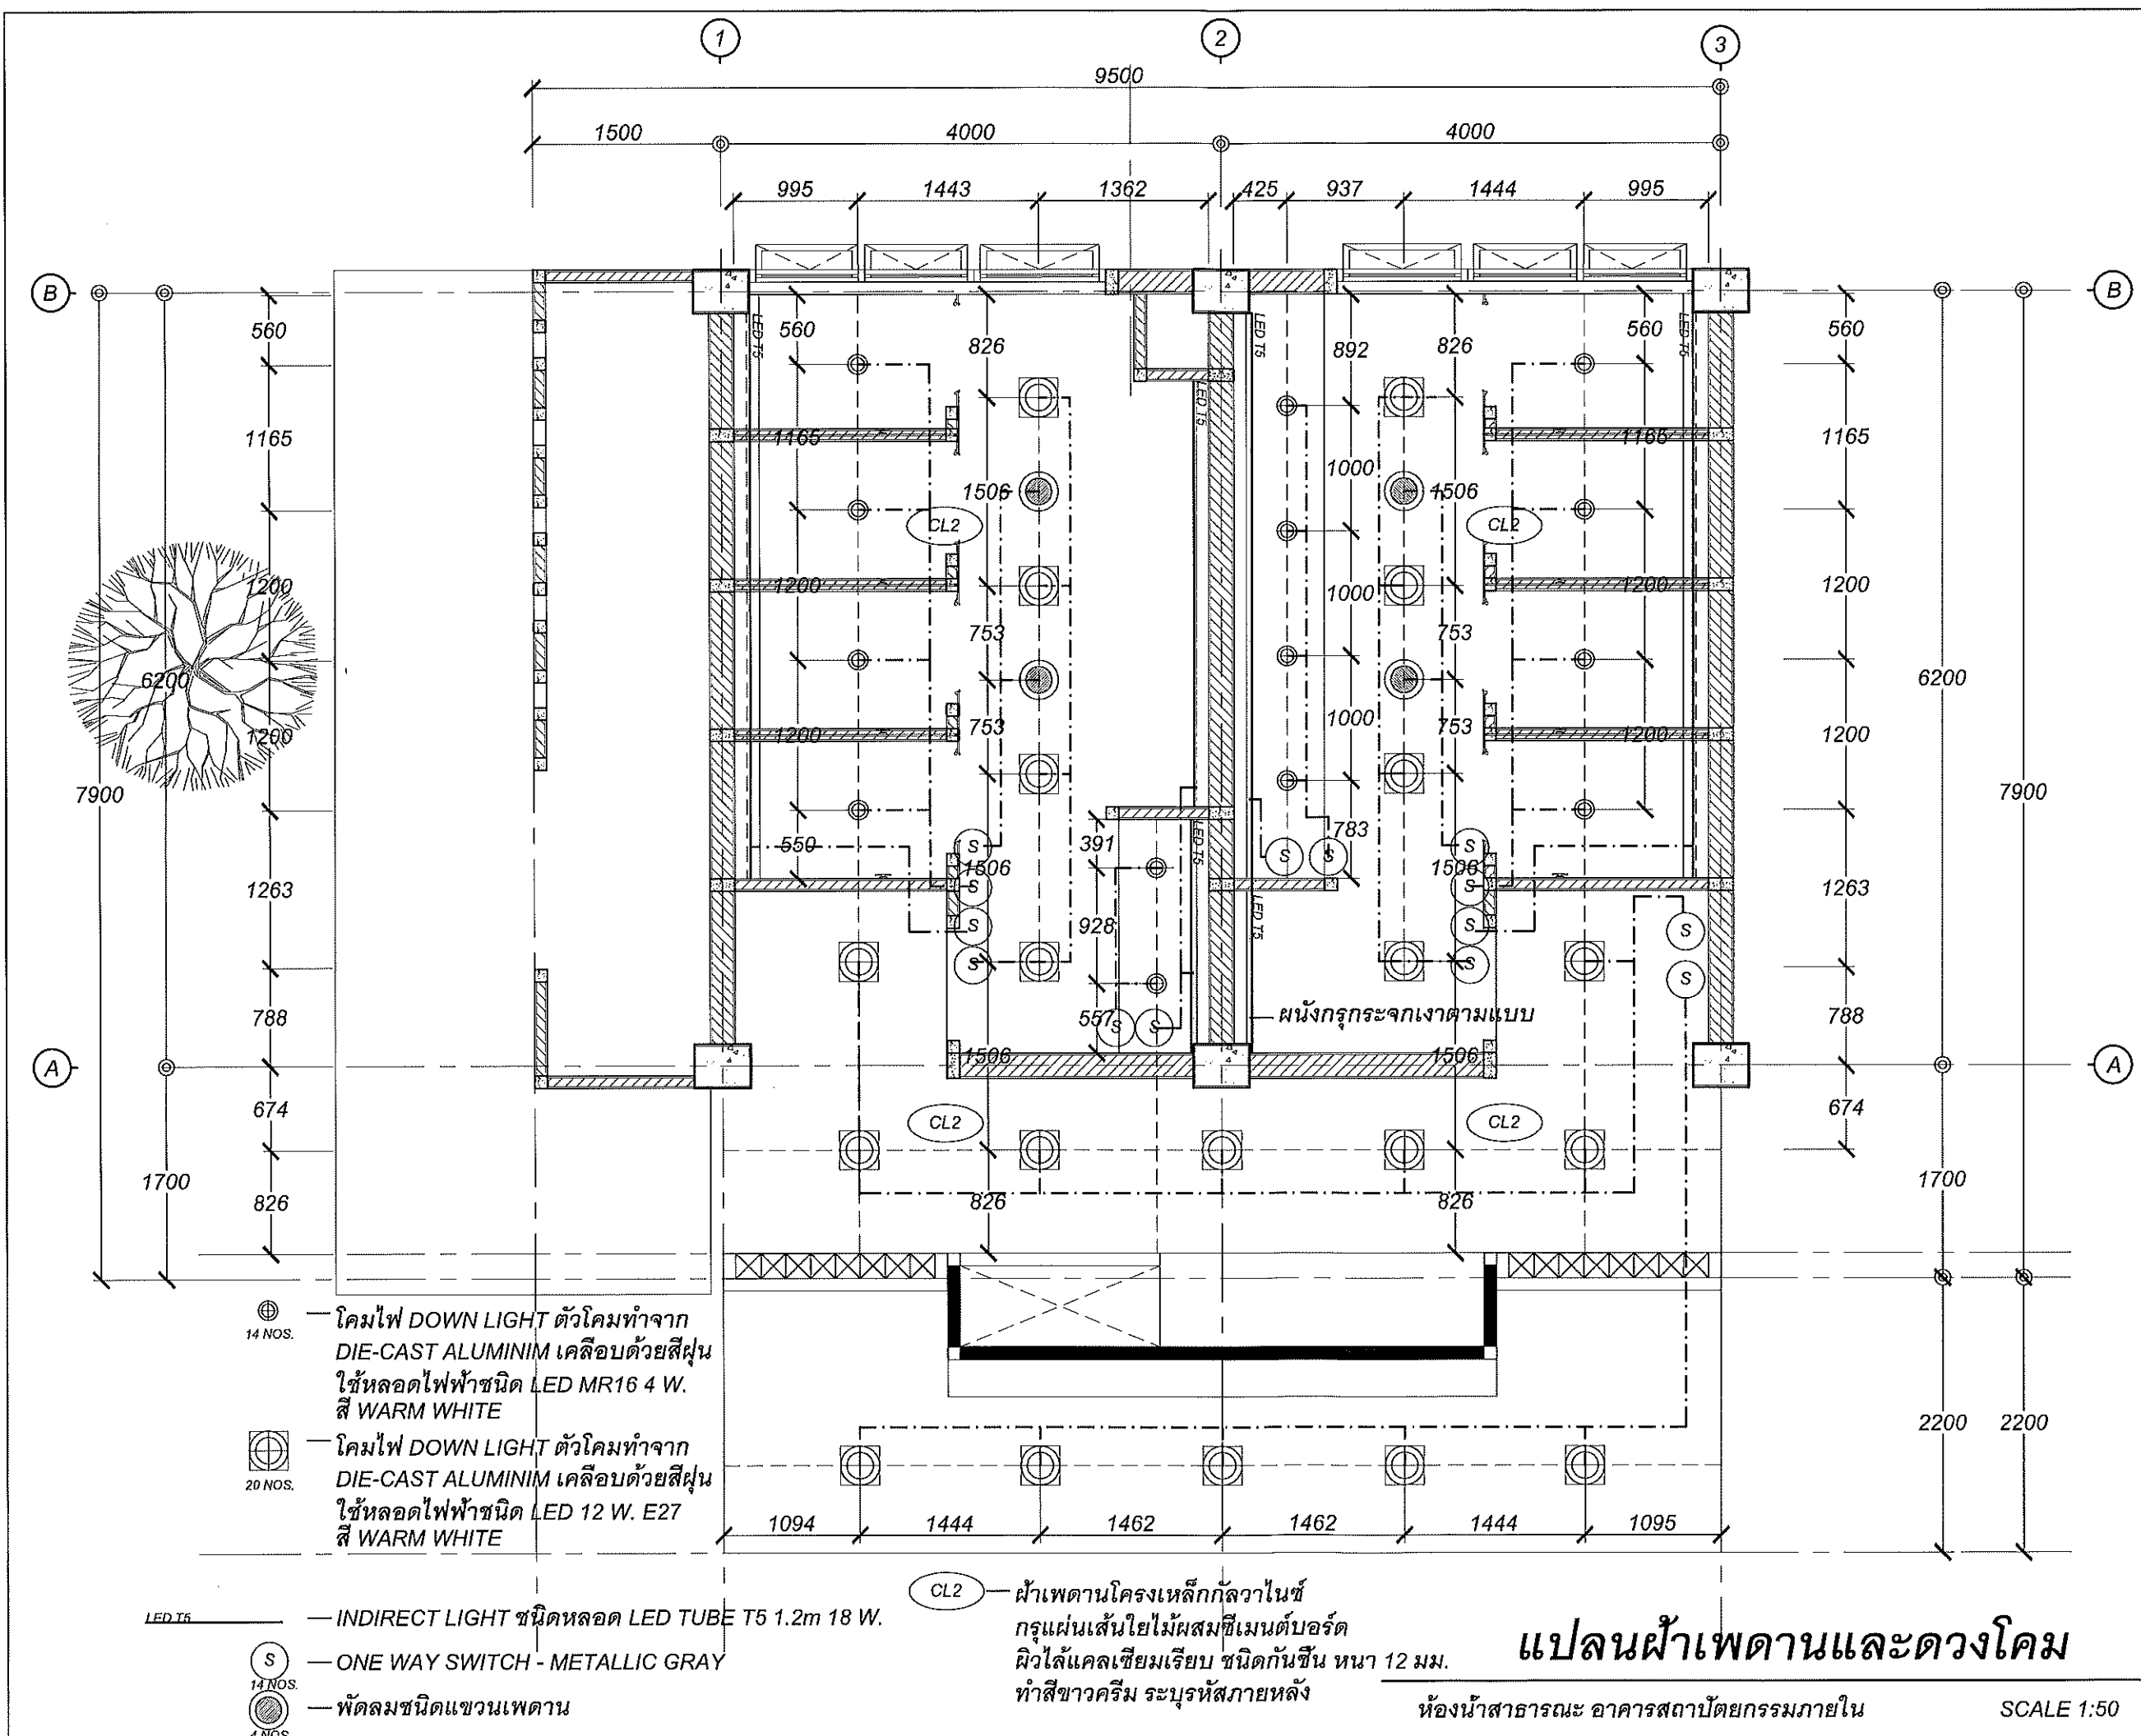 1
2
3
9500
1500
4000
4000
995
1443
1362
425
937
1444
995
B
B
560
560
826
892
826
560
560
LED T5
LED T5
LED T5
LED T5
1165
1165
1000
1165
1165
1506
1506
CL2
CL2
1200
1200
1000
1200
1200
753
753
6200
6200
1200
1200
753
1000
753
1200
1200
7900
7900
550
391
783
LED T5
S
S
S
S
1506
1506
1263
1263
S
S
928
LED T5
S
S
S
S
S
S
788
557
S
S
ผนังกรุกระจกเงาตามแบบ
788
A
1506
1506
A
674
CL2
CL2
674
1700
826
826
826
1700
14 NOS.
โคมไฟ DOWN LIGHT ตัวโคมทำจาก
DIE-CAST ALUMINIM เคลือบด้วยสีฝุ่น
ใช้หลอดไฟฟ้าชนิด LED MR16 4 W.
สี WARM WHITE
20 NOS.
โคมไฟ DOWN LIGHT ตัวโคมทำจาก
DIE-CAST ALUMINIM เคลือบด้วยสีฝุ่น
ใช้หลอดไฟฟ้าชนิด LED 12 W. E27
สี WARM WHITE
2200
2200
1094
1444
1462
1462
1444
1095
LED T5
INDIRECT LIGHT ชนิดหลอด LED TUBE T5 1.2m 18 W.
S
14 NOS.
ONE WAY SWITCH - METALLIC GRAY
พัดลมชนิดแขวนเพดาน
4 NOS.
CL2
ฝ้าเพดานโครงเหล็กกัลวาไนซ์
กรุแผ่นเส้นใยไม้ผสมซีเมนต์บอร์ด
ผิวไล้แคลเซียมเรียบ ชนิดกันชื้น หนา 12 มม.
ทำสีขาวครีม ระบุรหัสภายหลัง
แปลนฝ้าเพดานและดวงโคม
ห้องน้ำสาธารณะ อาคารสถาปัตยกรรมภายใน
SCALE 1:50